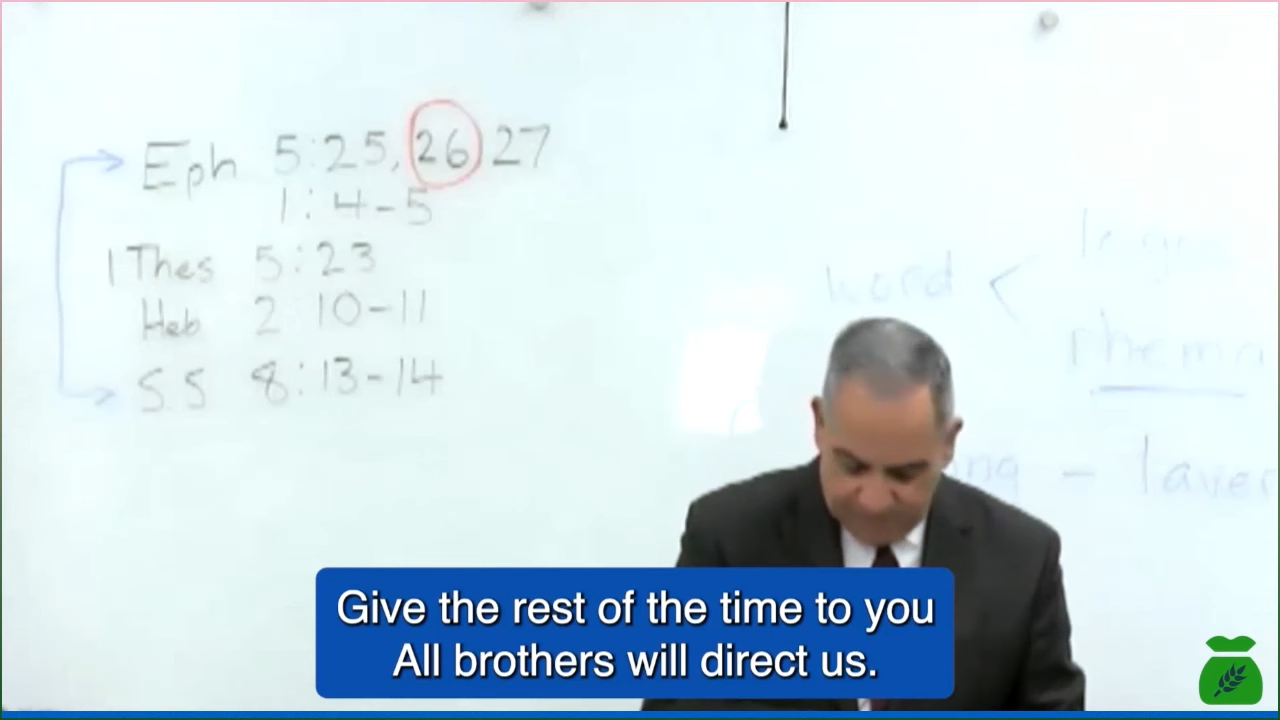 Eph 5:25, 26 27
1:4-5
1 Thes 5:23
Heb 2:10-11
S.S 8:13-14
word <
rhema
- laver
Give the rest of the time to you
All brothers will direct us.